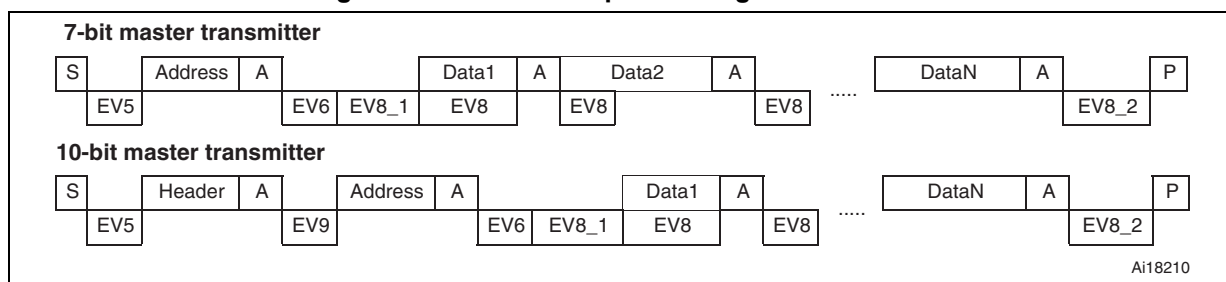 7-bit master transmitter
S Address A Data1 A Data2 A ..... DataN A P
EV5 EV6 EV8_1 EV8 EV8 EV8 EV8_2
10-bit master transmitter
S Header A Address A Data1 A ..... DataN A P
EV5 EV9 EV6 EV8_1 EV8 EV8 EV8_2
Ai18210